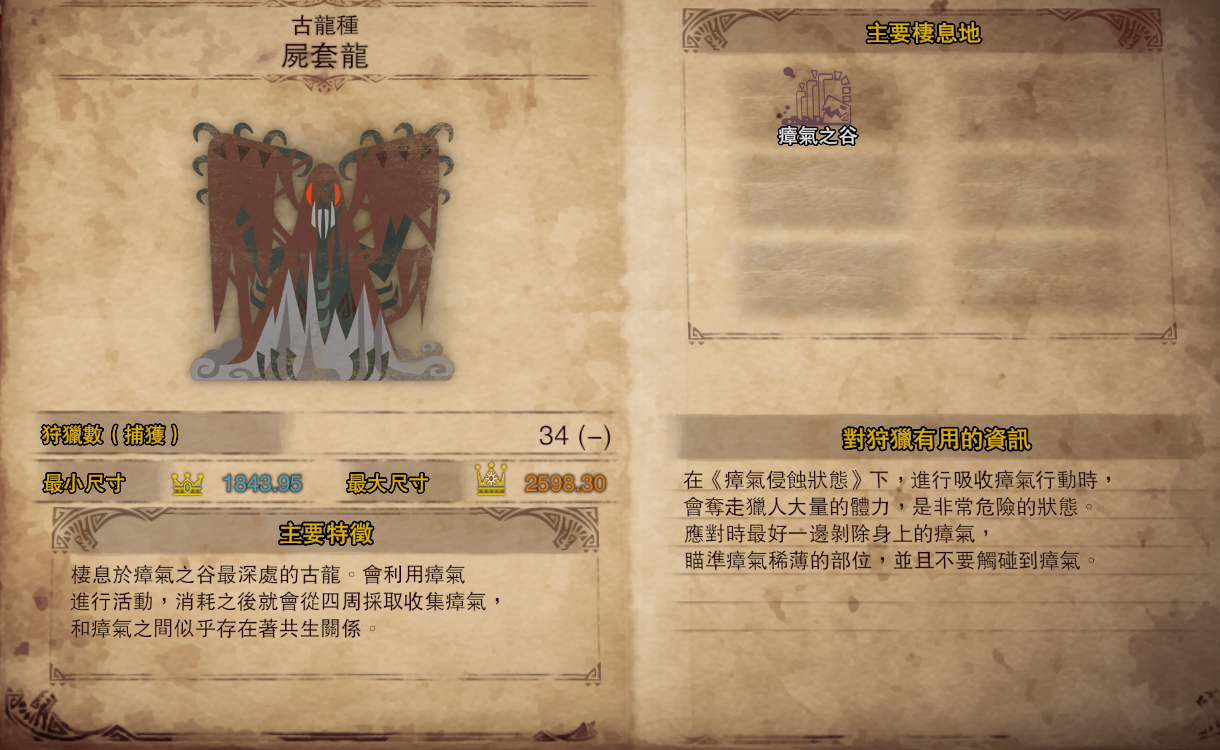 古龍種
屍套龍
狩獵數（捕獲）
34 (–)
最小尺寸 1843.95 最大尺寸 2598.30
主要特徵
棲息於瘴氣之谷最深處的古龍。會利用瘴氣
進行活動，消耗之後就會從四周採取收集瘴氣，
和瘴氣之間似乎存在著共生關係。
主要棲息地
瘴氣之谷
對狩獵有用的資訊
在《瘴氣侵蝕狀態》下，進行吸收瘴氣行動時，
會奪走獵人大量的體力，是非常危險的狀態。
應對時最好一邊剝除身上的瘴氣，
瞄準瘴氣稀薄的部位，並且不要觸碰到瘴氣。